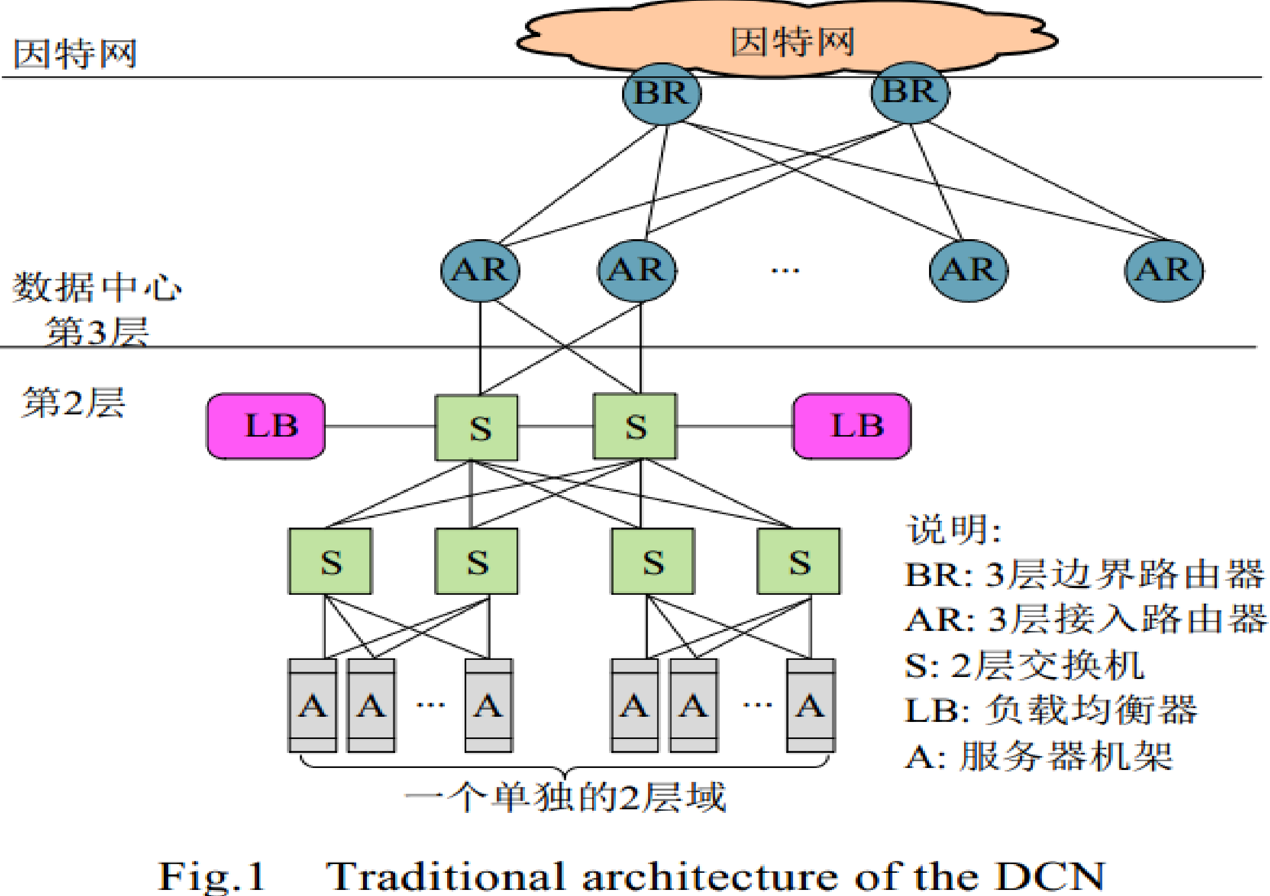 因特网
因特网
BR BR
AR AR ... AR AR
数据中心
第3层
第2层
LB S S LB
S S S S
A A ... A A A ... A
一个单独的2层域
说明:
BR: 3层边界路由器
AR: 3层接入路由器
S: 2层交换机
LB: 负载均衡器
A: 服务器机架
Fig.1 Traditional architecture of the DCN